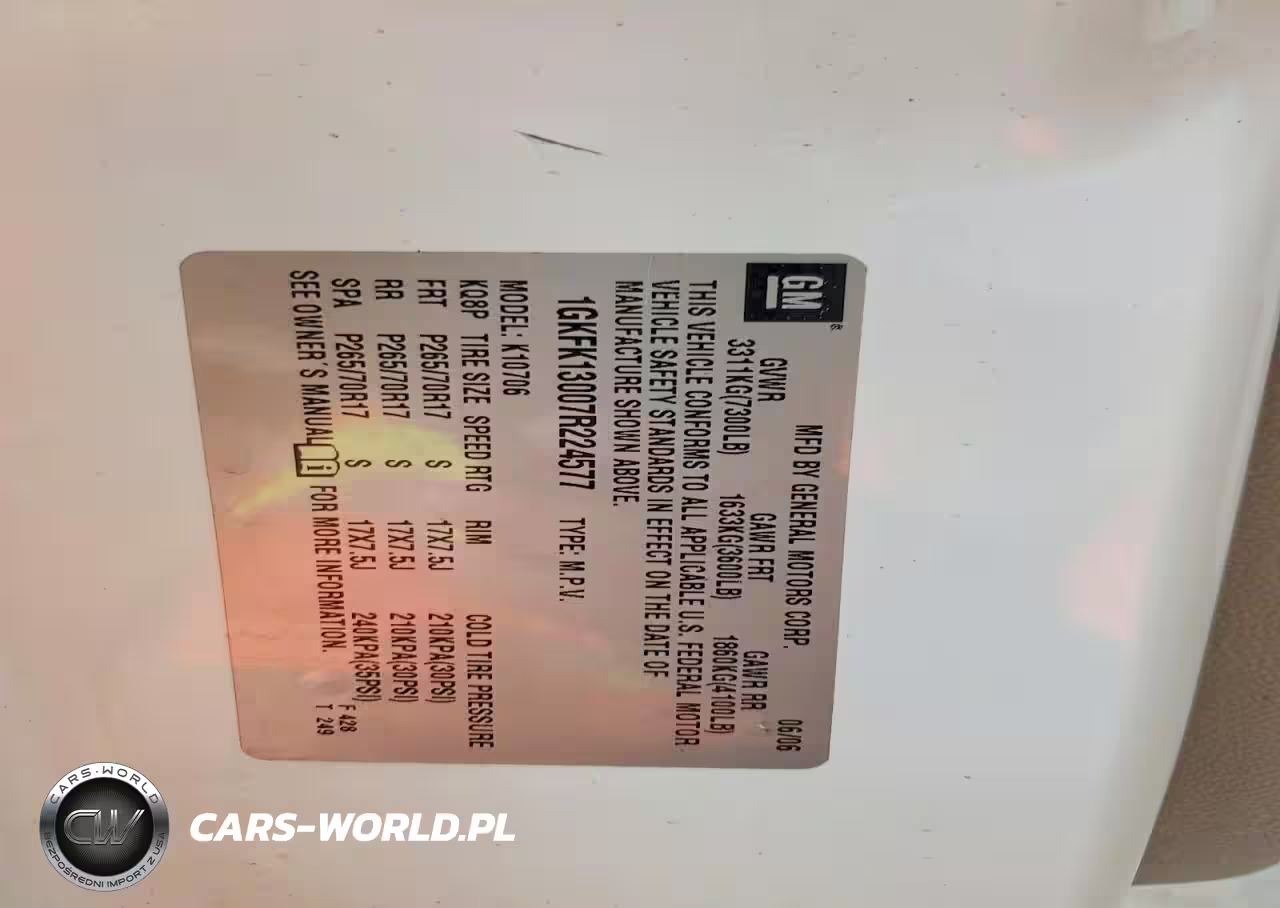 GM®
MFD BY GENERAL MOTORS CORP. 06/06
GVWR GAWR FRT GAWR RR
3311KG(7300LB) 1633KG(3600LB) 1860KG(4100LB)
THIS VEHICLE CONFORMS TO ALL APPLICABLE U.S. FEDERAL MOTOR
VEHICLE SAFETY STANDARDS IN EFFECT ON THE DATE OF
MANUFACTURE SHOWN ABOVE.
1GKFK13007R224577 TYPE: M.P.V.
MODEL: K10706
KQ8P TIRE SIZE SPEED RTG RIM COLD TIRE PRESSURE
FRT P265/70R17 S 17X7.5J 210KPA(30PSI)
RR P265/70R17 S 17X7.5J 210KPA(30PSI)
SPA P265/70R17 S 17X7.5J 240KPA(35PSI)
SEE OWNER'S MANUAL FOR MORE INFORMATION.
F 428
T 249
CARS-WORLD
CW
BEZPOŚREDNI IMPORT Z USA
CARS-WORLD.PL